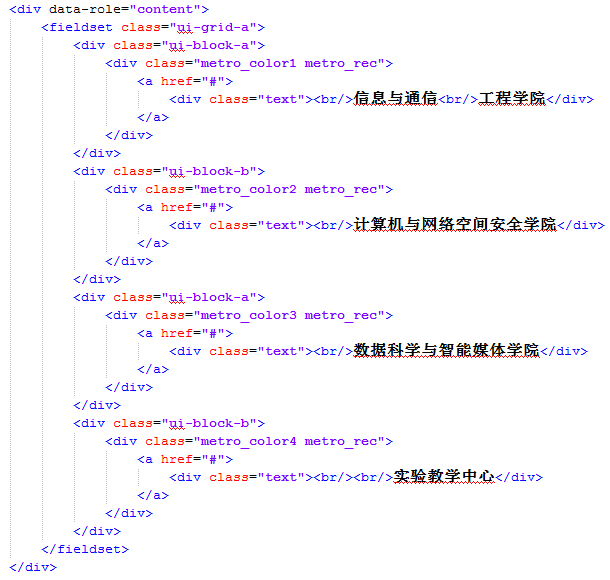 <div data-role="content">
<fieldset class="ui-grid-a">
<div class="ui-block-a">
<div class="metro_color1 metro_rec">
<a href="#">
<div class="text"><br/>信息与通信<br/>工程学院</div>
</a>
</div>
</div>
<div class="ui-block-b">
<div class="metro_color2 metro_rec">
<a href="#">
<div class="text"><br/>计算机与网络空间安全学院</div>
</a>
</div>
</div>
<div class="ui-block-a">
<div class="metro_color3 metro_rec">
<a href="#">
<div class="text"><br/>数据科学与智能媒体学院</div>
</a>
</div>
</div>
<div class="ui-block-b">
<div class="metro_color4 metro_rec">
<a href="#">
<div class="text"><br/><br/>实验教学中心</div>
</a>
</div>
</div>
</fieldset>
</div>